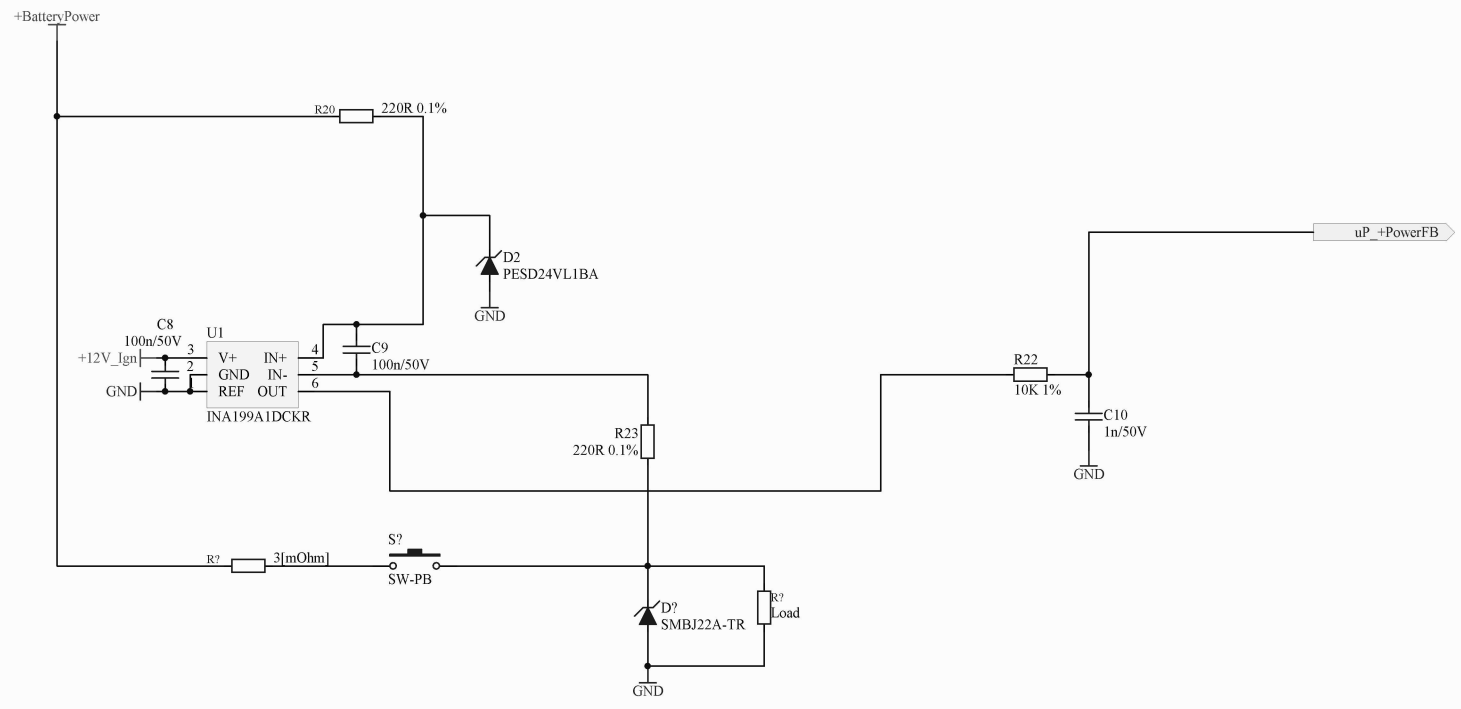 +BatteryPower
R20
220R 0.1%
uP_+PowerFB
D2
PESD24VL1BA
GND
C8
100n/50V
U1
+12V_Ign
GND
3
2
1
V+
GND
REF
IN+
IN-
OUT
4
5
6
INA199A1DCKR
C9
100n/50V
R22
10K 1%
C10
1n/50V
GND
R23
220R 0.1%
R?
3[mOhm]
S?
SW-PB
D?
SMBJ22A-TR
R?
Load
GND